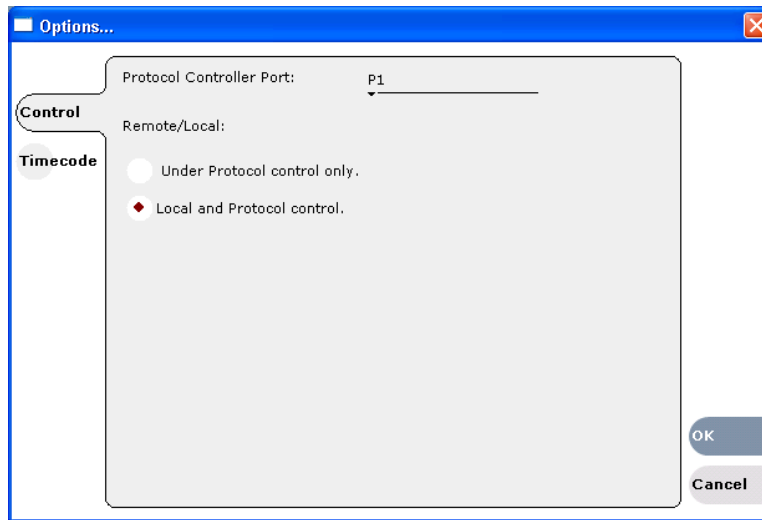 Options...
Protocol Controller Port: P1
Control
Remote/Local:
Timecode
Under Protocol control only.
Local and Protocol control.
OK
Cancel